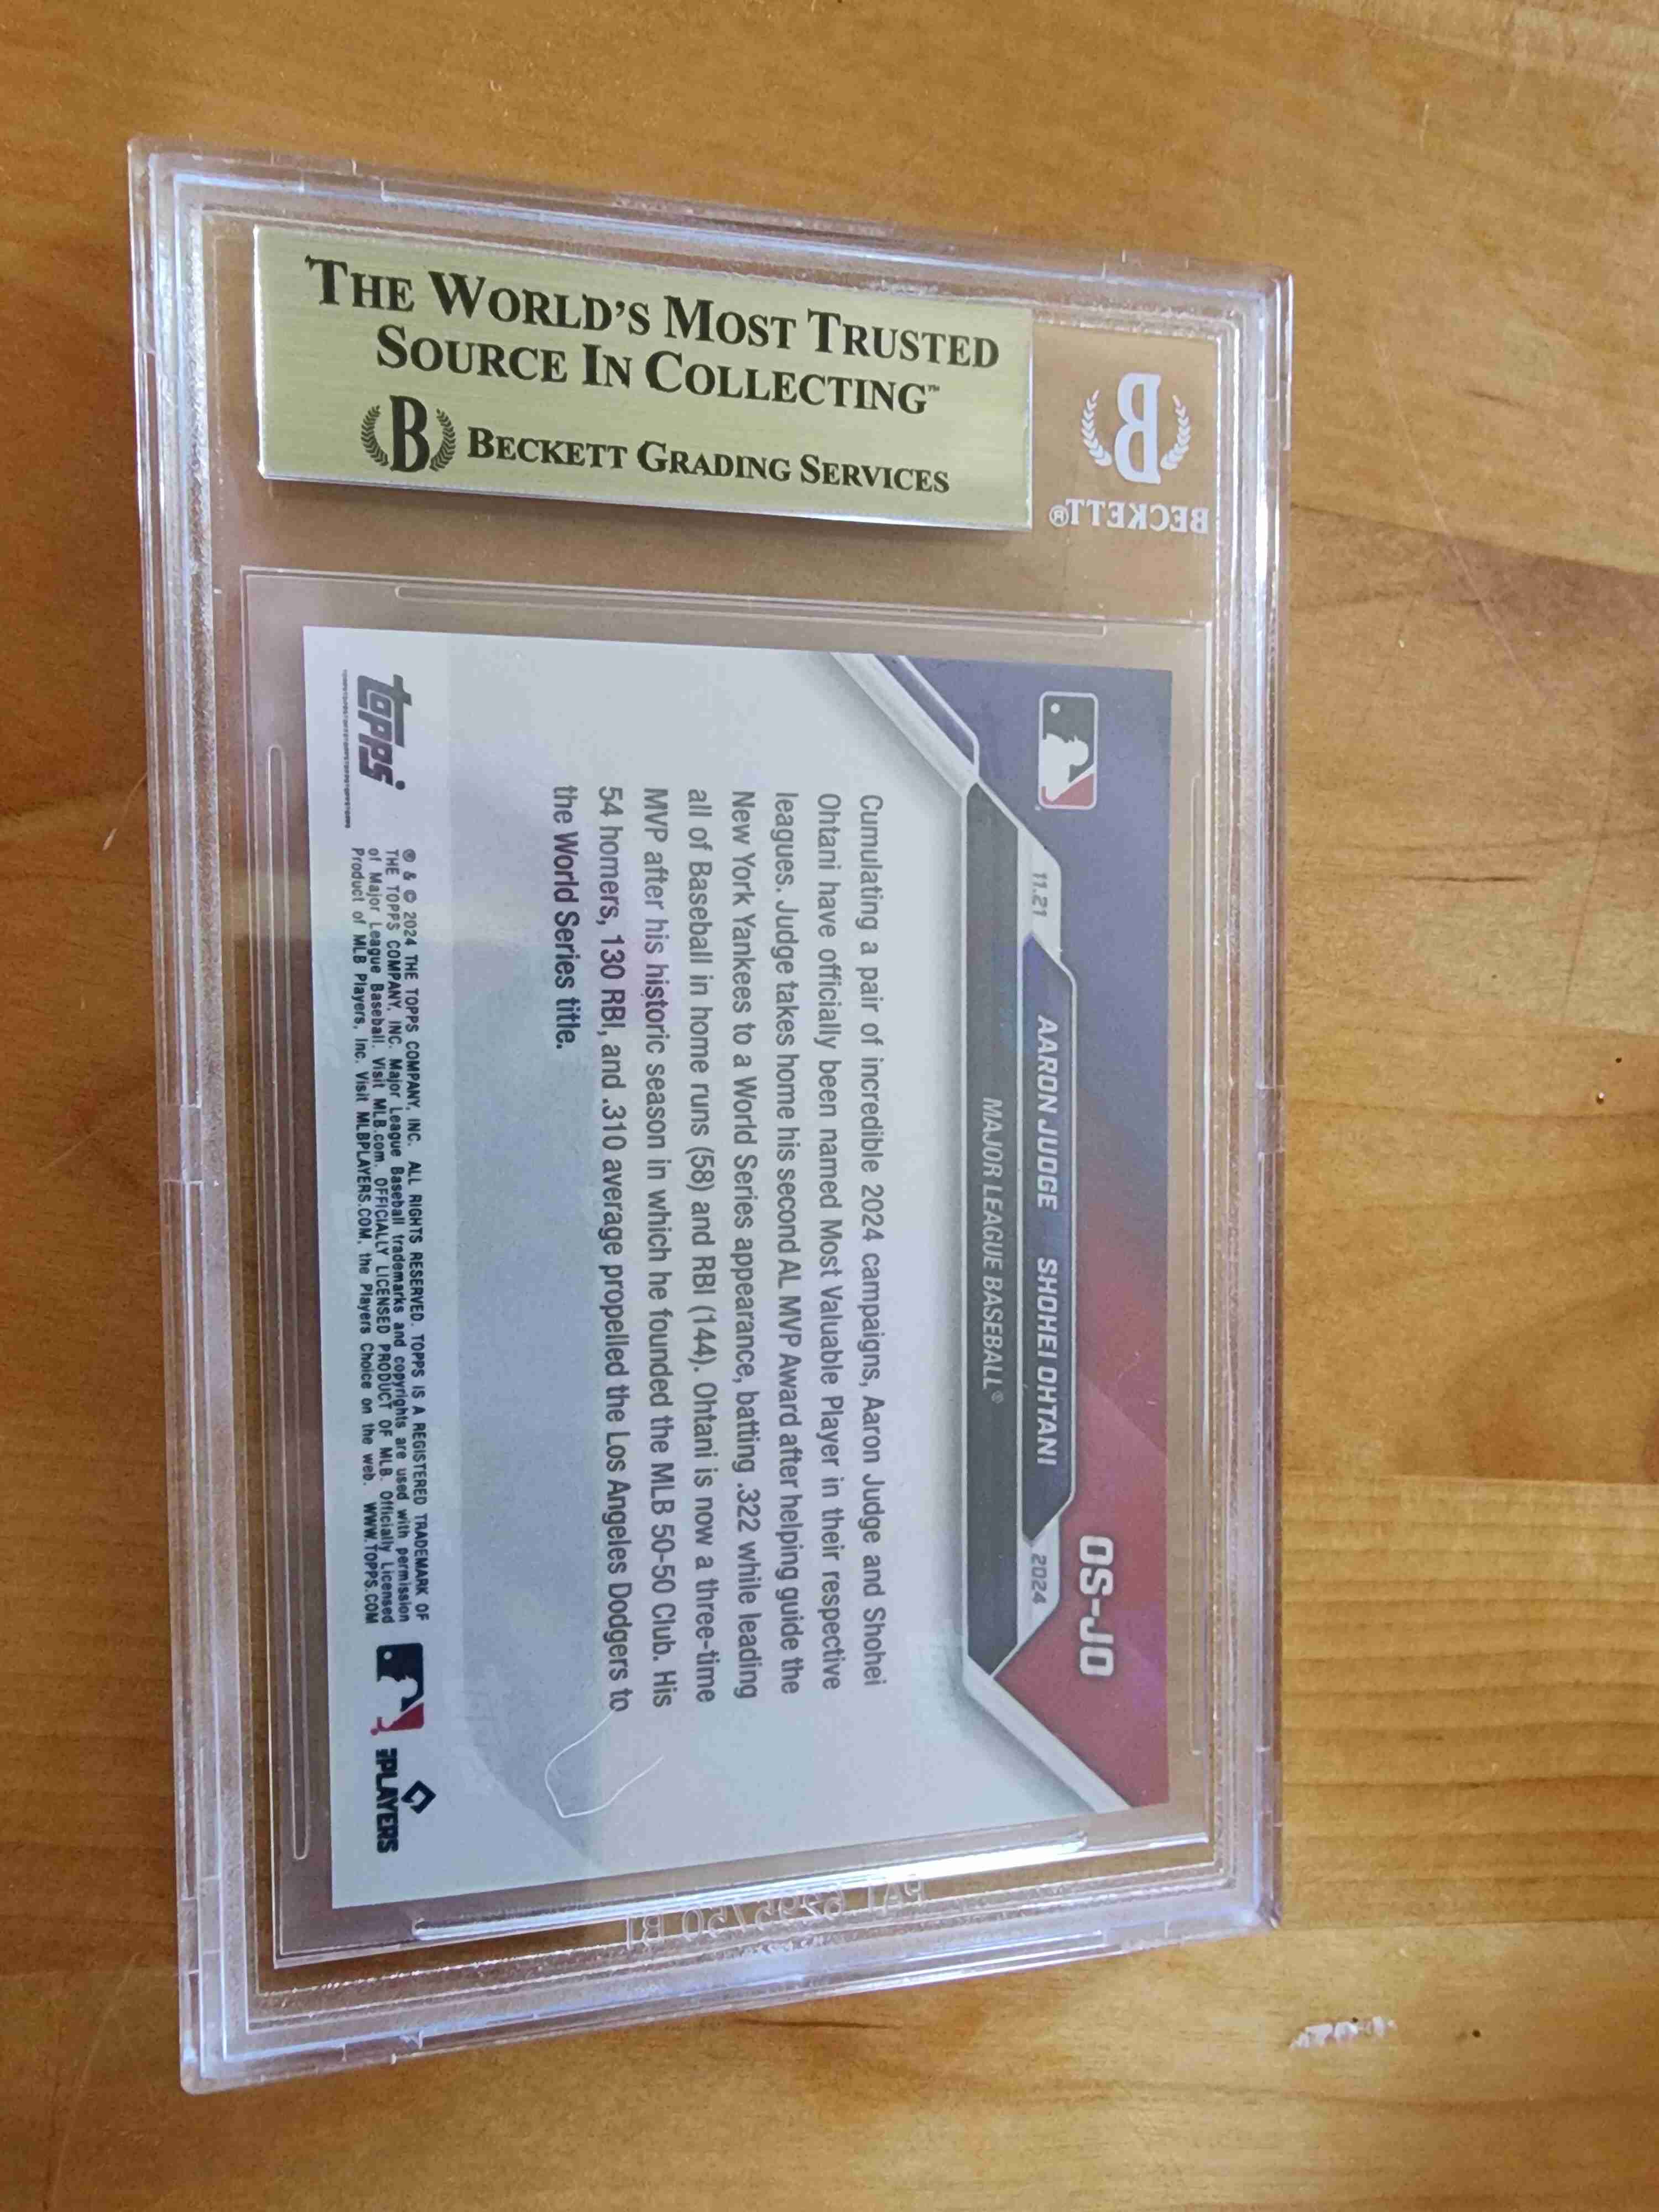 THE WORLD'S MOST TRUSTED
SOURCE IN COLLECTING™
B BECKETT GRADING SERVICES
B
BECKETT®
OS-JO
11.21 AARON JUDGE SHOHEI OHTANI 2024
MAJOR LEAGUE BASEBALL®
Cumulating a pair of incredible 2024 campaigns, Aaron Judge and Shohei
Ohtani have officially been named Most Valuable Player in their respective
leagues. Judge takes home his second AL MVP Award after helping guide the
New York Yankees to a World Series appearance, batting .322 while leading
all of Baseball in home runs (58) and RBI (144). Ohtani is now a three-time
MVP after his historic season in which he founded the MLB 50-50 Club. His
54 homers, 130 RBI, and .310 average propelled the Los Angeles Dodgers to
the World Series title.
topps
® & © 2024 THE TOPPS COMPANY, INC. ALL RIGHTS RESERVED. TOPPS IS A REGISTERED TRADEMARK OF
THE TOPPS COMPANY, INC. Major League Baseball trademarks and copyrights are used with permission
of Major League Baseball. Visit MLB.com. OFFICIALLY LICENSED PRODUCT OF MLB. Officially Licensed
Product of MLB Players, Inc. Visit MLBPLAYERS.COM, the Players Choice on the web. WWW.TOPPS.COM
PLAYERS